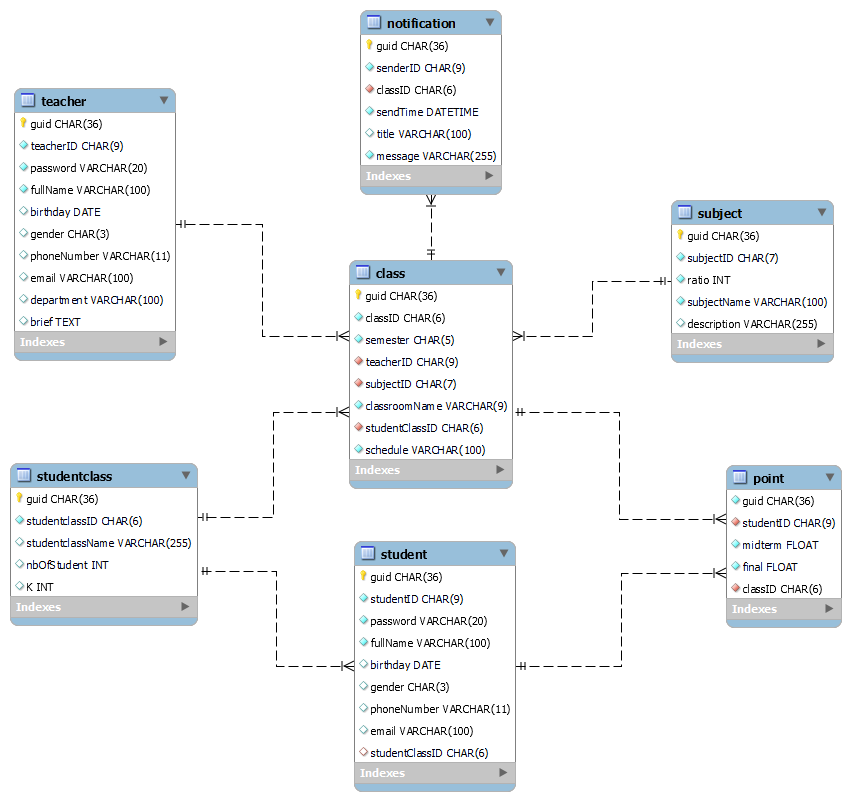 notification
guid CHAR(36)
senderID CHAR(9)
classID CHAR(6)
sendTime DATETIME
title VARCHAR(100)
message VARCHAR(255)
Indexes
teacher
guid CHAR(36)
teacherID CHAR(9)
password VARCHAR(20)
fullName VARCHAR(100)
birthday DATE
gender CHAR(3)
phoneNumber VARCHAR(11)
email VARCHAR(100)
department VARCHAR(100)
brief TEXT
Indexes
subject
guid CHAR(36)
subjectID CHAR(7)
ratio INT
subjectName VARCHAR(100)
description VARCHAR(255)
Indexes
class
guid CHAR(36)
classID CHAR(6)
semester CHAR(5)
teacherID CHAR(9)
subjectID CHAR(7)
classroomName VARCHAR(9)
studentClassID CHAR(6)
schedule VARCHAR(100)
Indexes
studentclass
guid CHAR(36)
studentclassID CHAR(6)
studentclassName VARCHAR(255)
nbOfStudent INT
K INT
Indexes
point
guid CHAR(36)
studentID CHAR(9)
midterm FLOAT
final FLOAT
classID CHAR(6)
Indexes
student
guid CHAR(36)
studentID CHAR(9)
password VARCHAR(20)
fullName VARCHAR(100)
birthday DATE
gender CHAR(3)
phoneNumber VARCHAR(11)
email VARCHAR(100)
studentClassID CHAR(6)
Indexes